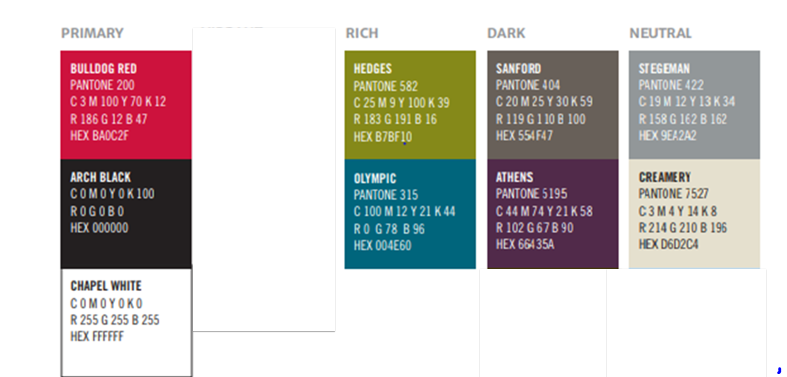 PRIMARY
BULLDOG RED
PANTONE 200
C 3 M 100 Y 70 K 12
R 186 G 12 B 47
HEX BA0C2F
ARCH BLACK
C 0 M 0 Y 0 K 100
R 0 G 0 B 0
HEX 000000
CHAPEL WHITE
C 0 M 0 Y 0 K 0
R 255 G 255 B 255
HEX FFFFFF
RICH
HEDGES
PANTONE 582
C 25 M 9 Y 100 K 39
R 183 G 191 B 16
HEX B7BF10
OLYMPIC
PANTONE 315
C 100 M 12 Y 21 K 44
R 0 G 78 B 96
HEX 004E60
DARK
SANFORD
PANTONE 404
C 20 M 25 Y 30 K 59
R 119 G 110 B 100
HEX 554F47
ATHENS
PANTONE 5195
C 44 M 74 Y 21 K 58
R 102 G 67 B 90
HEX 66435A
NEUTRAL
STEGEMAN
PANTONE 422
C 19 M 12 Y 13 K 34
R 158 G 162 B 162
HEX 9EA2A2
CREAMERY
PANTONE 7527
C 3 M 4 Y 14 K 8
R 214 G 210 B 196
HEX D6D2C4